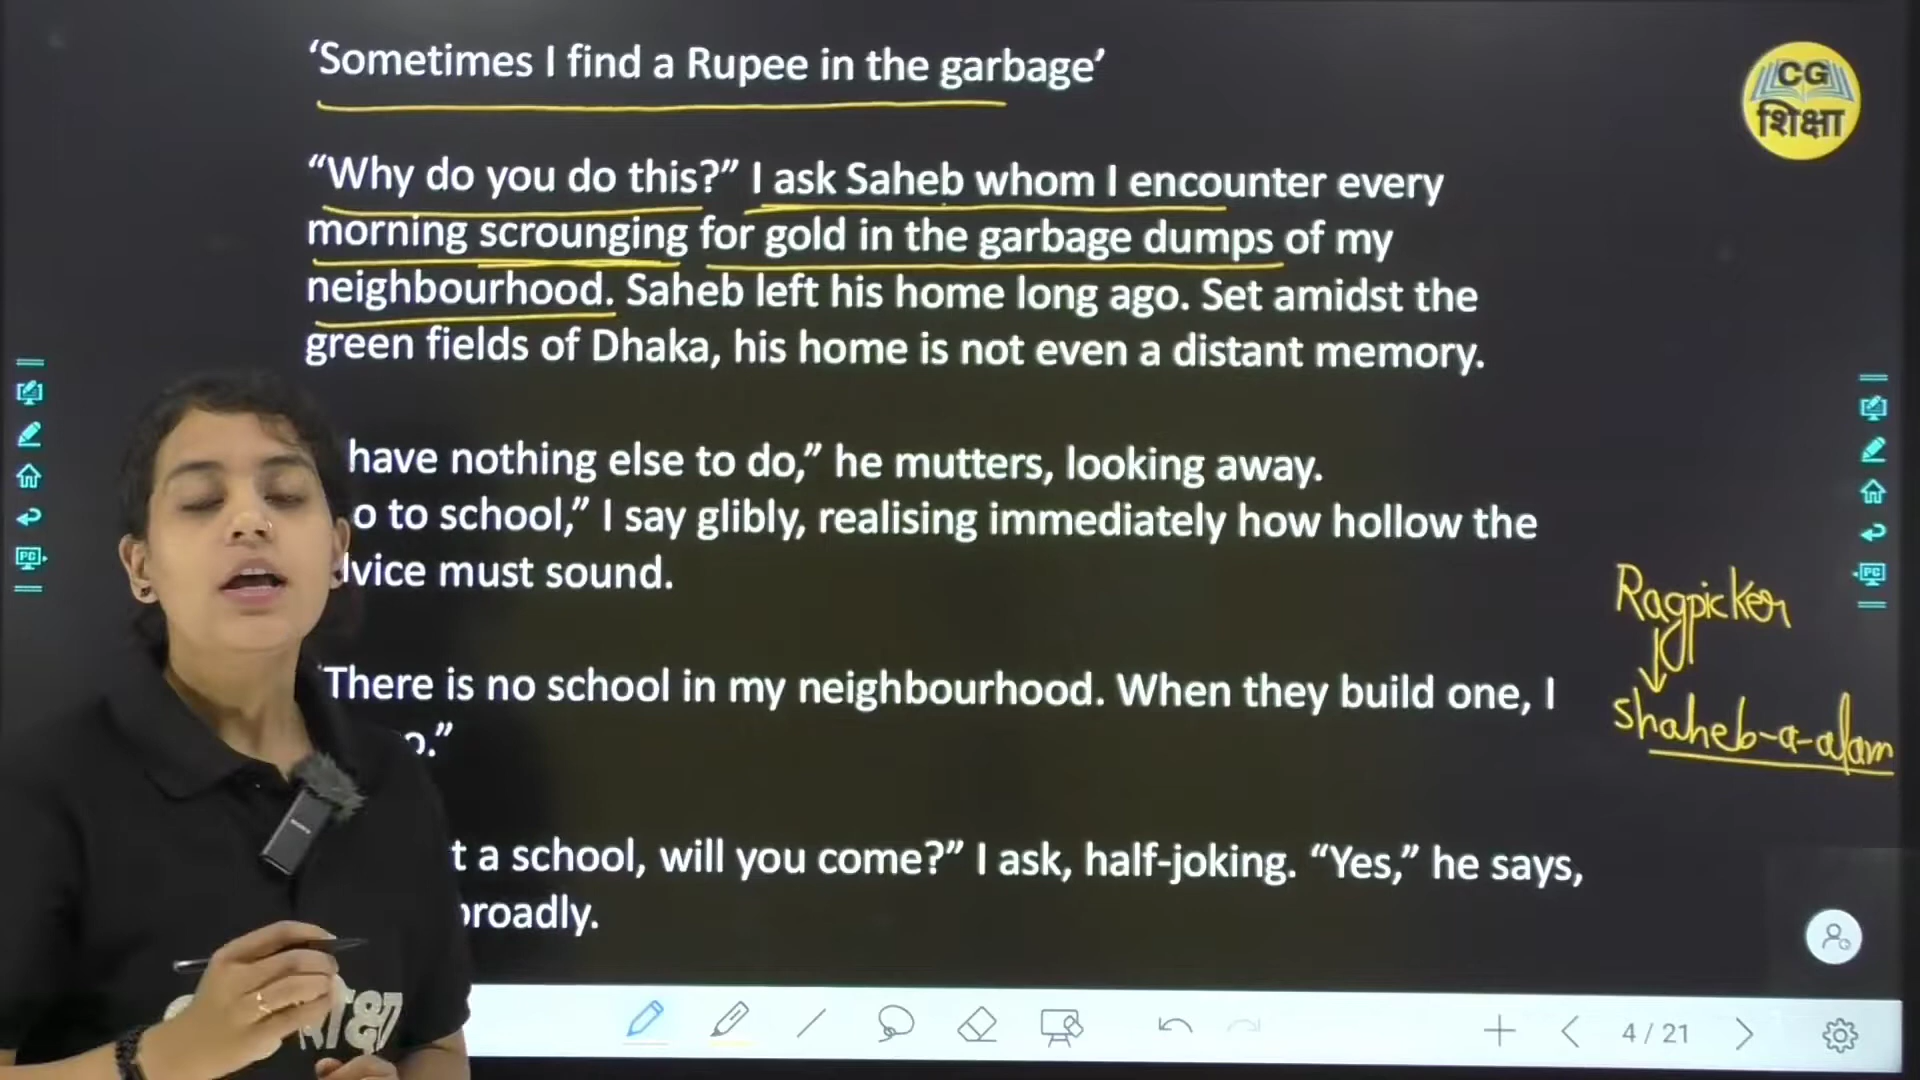 ‘Sometimes I find a Rupee in the garbage’
CG
शिक्षा
“Why do you do this?” I ask Saheb whom I encounter every
morning scrounging for gold in the garbage dumps of my
neighbourhood. Saheb left his home long ago. Set amidst the
green fields of Dhaka, his home is not even a distant memory.
have nothing else to do,” he mutters, looking away.
o to school,” I say glibly, realising immediately how hollow the
vice must sound.
Ragpicker
“There is no school in my neighbourhood. When they build one, I
o.”
shaheb-a-alam
t a school, will you come?” I ask, half-joking. “Yes,” he says,
broadly.
4 / 21
PC
PC